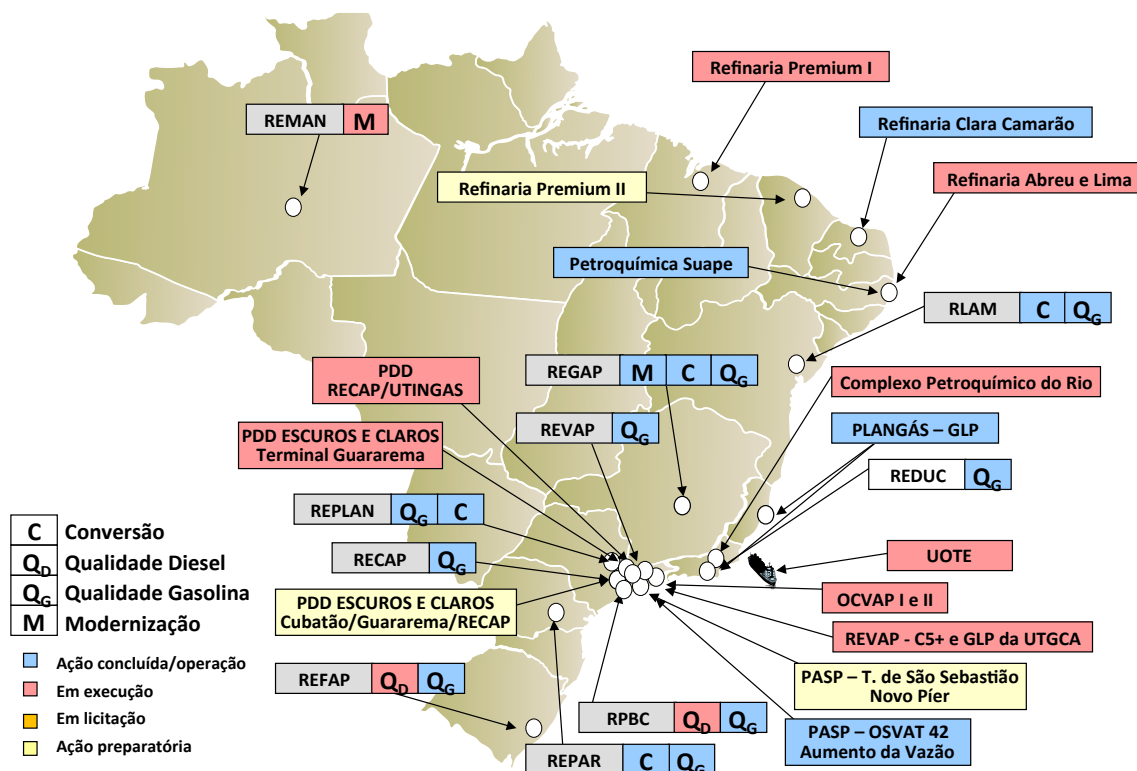 Refinaria Premium I
REMAN M
Refinaria Clara Camarão
Refinaria Premium II
Refinaria Abreu e Lima
Petroquímica Suape
RLAM C QG
PDD
RECAP/UTINGAS
REGAP M C QG
Complexo Petroquímico do Rio
REVAP QG
PLANGÁS – GLP
PDD ESCUROS E CLAROS
Terminal Guararema
REDUC QG
REPLAN QG C
RECAP QG
UOTE
PDD ESCUROS E CLAROS
Cubatão/Guararema/RECAP
OCVAP I e II
REVAP - C5+ e GLP da UTGCA
PASP – T. de São Sebastião
Novo Píer
REFAP QD QG
RPBC QD QG
PASP – OSVAT 42
Aumento da Vazão
REPAR C QG
C Conversão
QD Qualidade Diesel
QG Qualidade Gasolina
M Modernização
Ação concluída/operação
Em execução
Em licitação
Ação preparatória